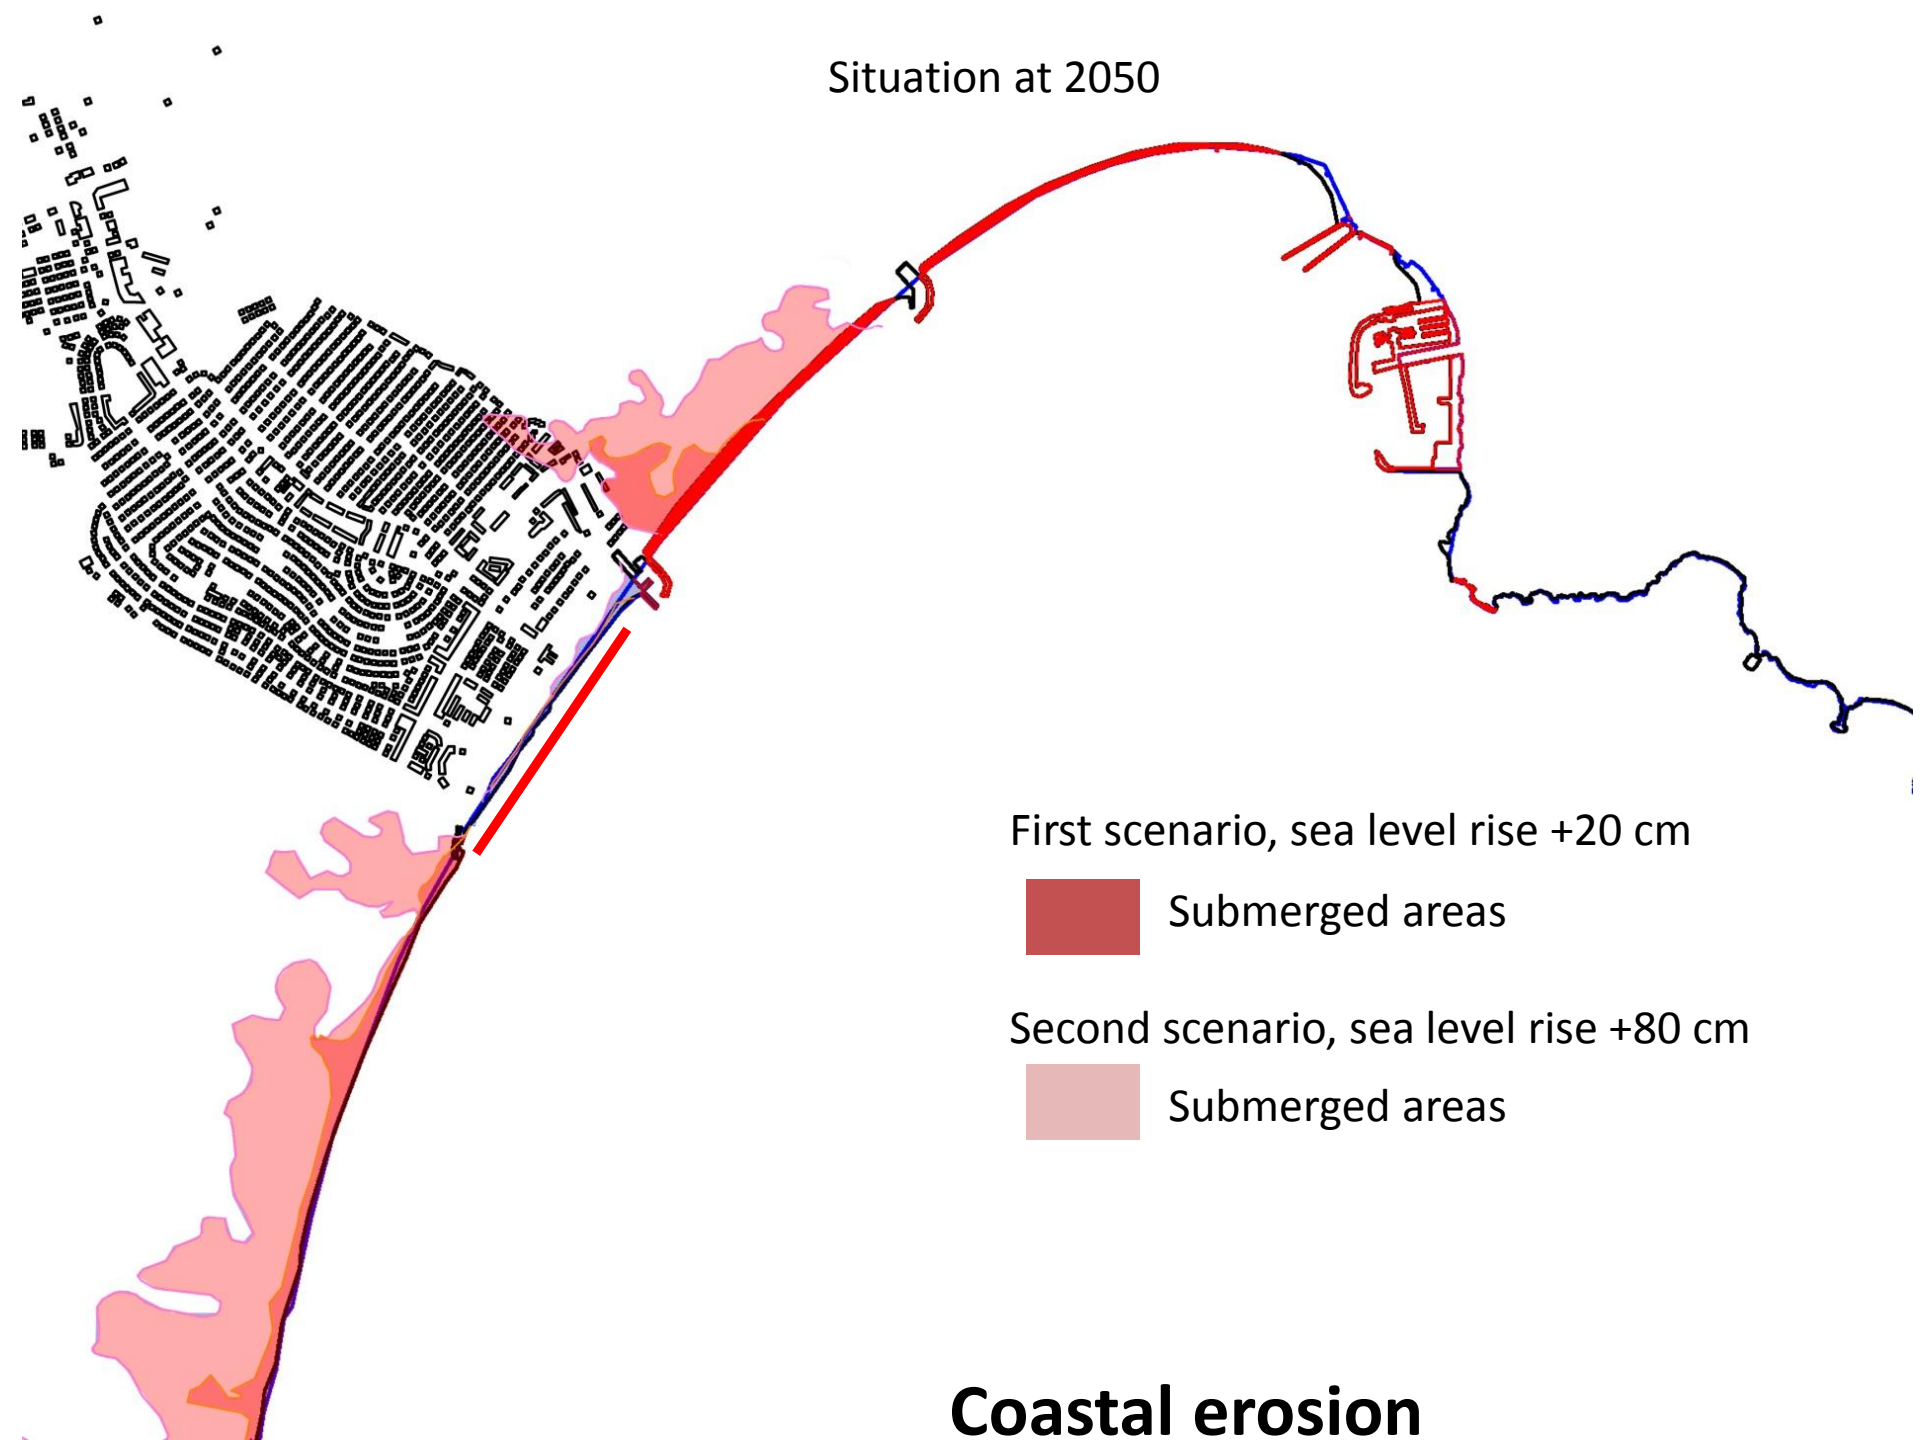 Situation at 2050
First scenario, sea level rise +20 cm
Submerged areas
Second scenario, sea level rise +80 cm
Submerged areas
Coastal erosion